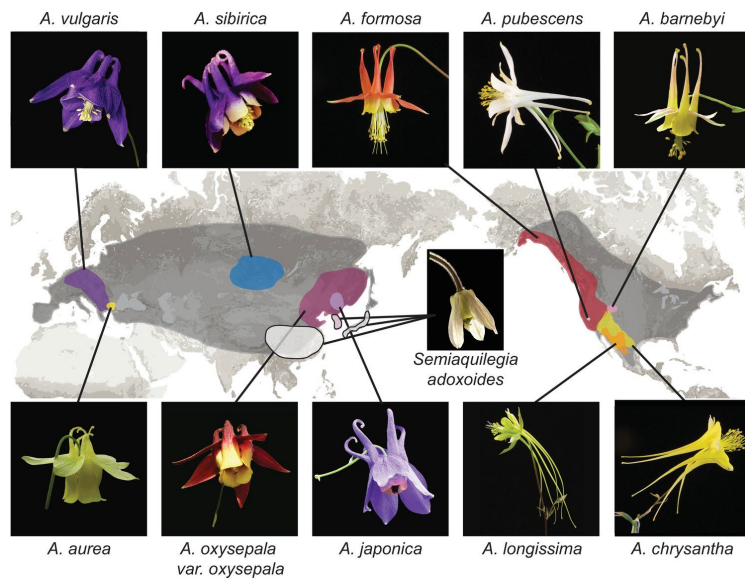 A. vulgaris
A. sibirica
A. formosa
A. pubescens
A. barnebyi
Semiaquilegia
adoxoides
A. aurea
A. oxysepala
var. oxysepala
A. japonica
A. longissima
A. chrysantha